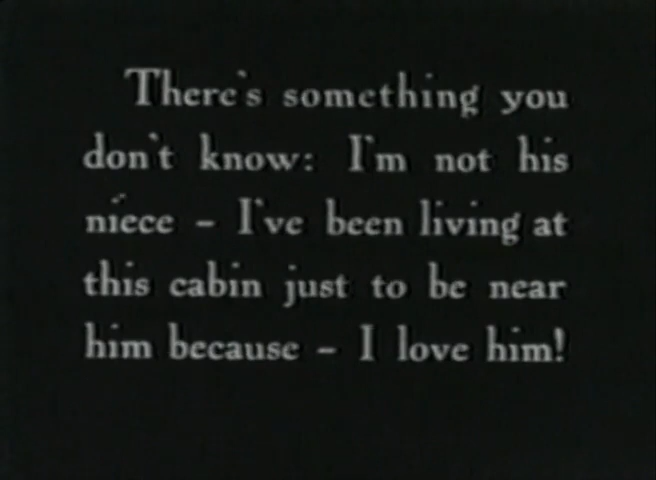 There's something you
don't know: I'm not his
niece - I've been living at
this cabin just to be near
him because - I love him!